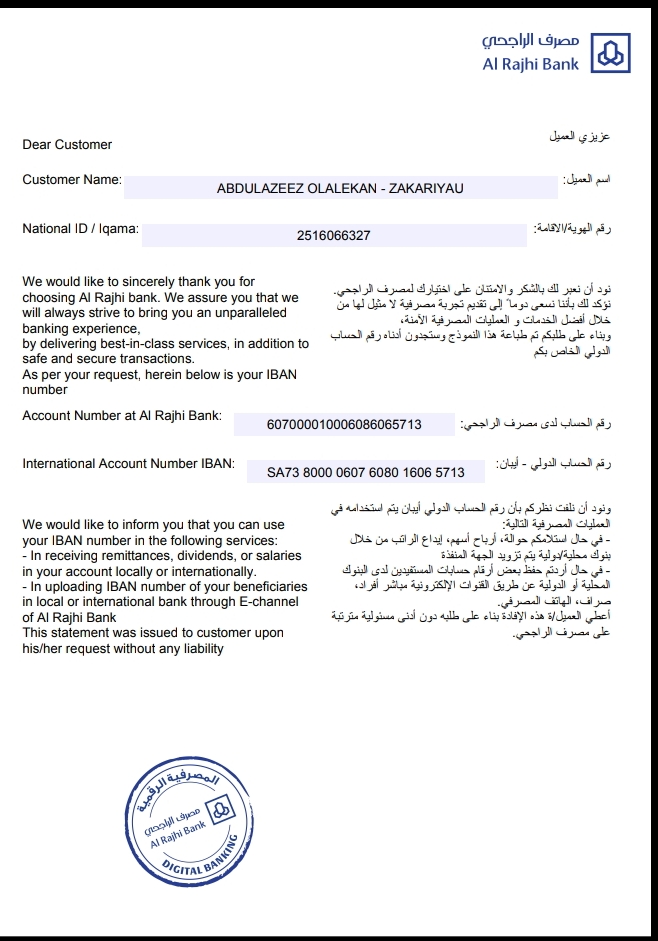 مصرف الراجحي
Al Rajhi Bank
Dear Customer
عزيزي العميل
Customer Name:
ABDULAZEEZ OLALEKAN - ZAKARIYAU
اسم العميل:
National ID / Iqama:
2516066327
رقم الهوية/الاقامة:
We would like to sincerely thank you for
choosing Al Rajhi bank. We assure you that we
will always strive to bring you an unparalleled
banking experience,
by delivering best-in-class services, in addition to
safe and secure transactions.
As per your request, herein below is your IBAN
number
نود أن نعبر لك بالشكر والامتنان على اختيارك لمصرف الراجحي.
نؤكد لك بأننا نسعى دوماً إلى تقديم تجربة مصرفية لا مثيل لها من
خلال أفضل الخدمات و العمليات المصرفية الآمنة،
وبناء على طلبكم تم طباعة هذا النموذج وستجدون أدناه رقم الحساب
الدولي الخاص بكم
Account Number at Al Rajhi Bank:
607000010006086065713
رقم الحساب لدى مصرف الراجحي:
International Account Number IBAN:
SA73 8000 0607 6080 1606 5713
رقم الحساب الدولي - أيبان:
We would like to inform you that you can use
your IBAN number in the following services:
- In receiving remittances, dividends, or salaries
in your account locally or internationally.
- In uploading IBAN number of your beneficiaries
in local or international bank through E-channel
of Al Rajhi Bank
This statement was issued to customer upon
his/her request without any liability
ونود أن نلفت نظركم بأن رقم الحساب الدولي أيبان يتم استخدامه في
العمليات المصرفية التالية:
- في حال استلامكم حوالة، أرباح أسهم، إيداع الراتب من خلال
بنوك محلية/دولية يتم تزويد الجهة المنفذة
- في حال أردتم حفظ بعض أرقام حسابات المستفيدين لدى البنوك
المحلية أو الدولية عن طريق القنوات الإلكترونية مباشر أفراد،
صراف، الهاتف المصرفي.
أعطي العميل/ة هذه الإفادة بناء على طلبه دون أدنى مسئولية مترتبة
على مصرف الراجحي.
المصرفية الرقمية
مصرف الراجحي
Al Rajhi Bank
DIGITAL BANKING